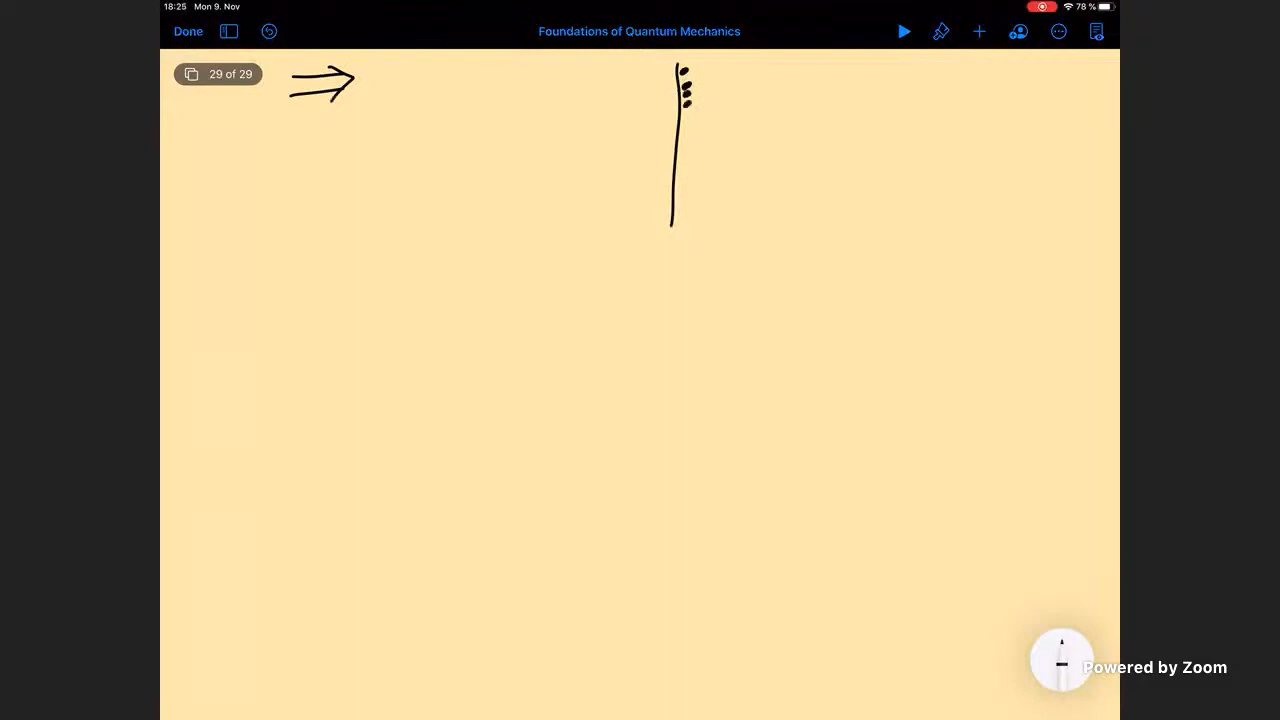 18:25 Mon 9. Nov 78 %
Done Foundations of Quantum Mechanics
29 of 29
Powered by Zoom